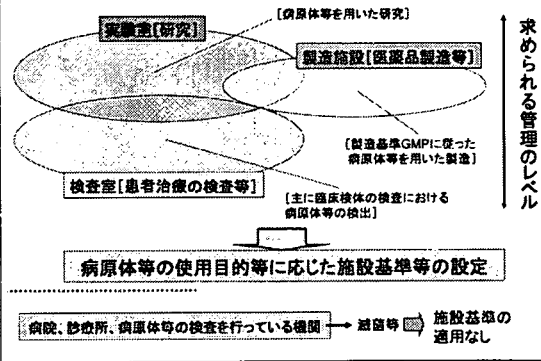 [病原体等を用いた研究]
実験室[研究]
製造施設[医薬品製造等]
求められる管理のレベル
[製造基準GMPに従った
病原体等を用いた製造]
検査室[患者治療の検査等]
[主に臨床検体の検査における
病原体等の検出]
病原体等の使用目的等に応じた施設基準等の設定
病院、診療所、病原体等の検査を行っている機関 → 滅菌等 ⇨ 施設基準の
適用なし